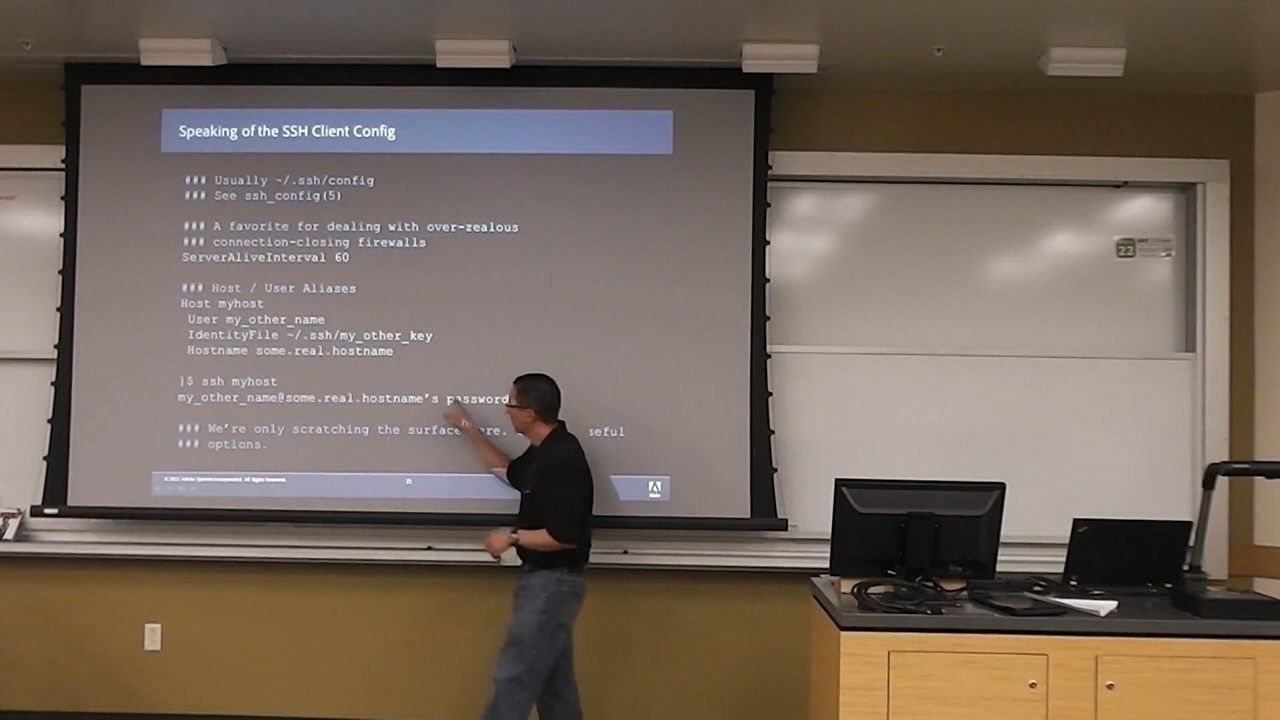 Speaking of the SSH Client Config
### Usually ~/.ssh/config
### See ssh_config(5)
### A favorite for dealing with over-zealous
### connection-closing firewalls
ServerAliveInterval 60
### Host / User Aliases
Host myhost
User my_other_name
IdentityFile ~/.ssh/my_other_key
Hostname some.real.hostname
]$ ssh myhost
my_other_name@some.real.hostname's password
### We're only scratching the surface
### options.
22